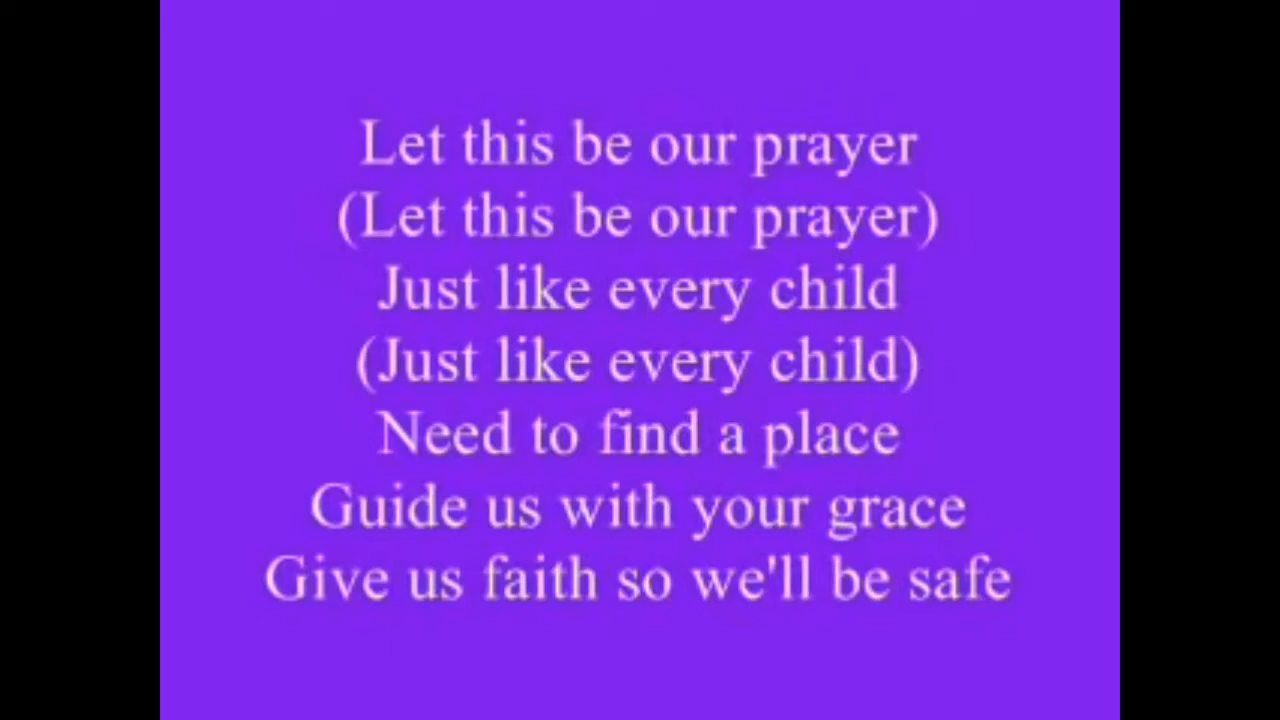 Let this be our prayer
(Let this be our prayer)
Just like every child
(Just like every child)
Need to find a place
Guide us with your grace
Give us faith so we'll be safe